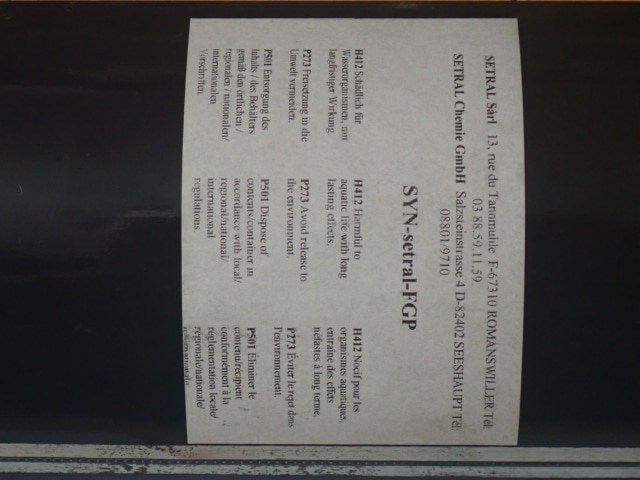 SETRAL Sàrl 13, rue du Tannmuhle F-67310 ROMANSWILLER Tél:
03.88.59.11.59.
SETRAL Chemie GmbH Salzsteinstrasse 4 D-82402 SEESHAUPT Tél:
08801/9710
SYN-setral-FGP
H412 Schädlich für
Wasserorganismen, mit
langfristiger Wirkung.
P273 Freisetzung in die
Umwelt vermeiden.
P501 Entsorgung des
Inhalts / des Behälters
gemäß den örtlichen /
regionalen / nationalen/
internationalen
Vorschriften.
H412 Harmful to
aquatic life with long
lasting effects.
P273 Avoid release to
the environment.
P501 Dispose of
contents/container in
accordance with local/
regional/national/
international
regulations.
H412 Nocif pour les
organismes aquatiques,
entraîne des effets
néfastes à long terme.
P273 Éviter le rejet dans
l'environnement.
P501 Éliminer le
contenu/récipient
conformément à la
réglementation locale/
régionale/nationale/